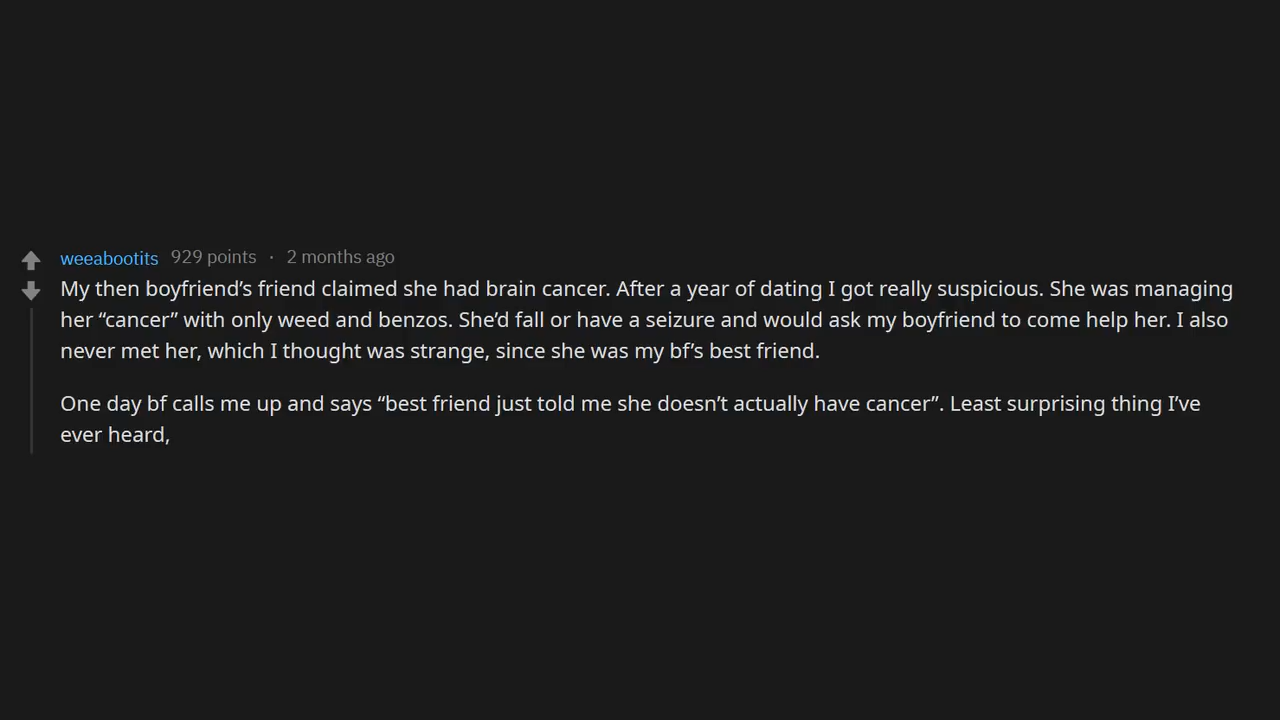 weeabootits 929 points · 2 months ago
My then boyfriend’s friend claimed she had brain cancer. After a year of dating I got really suspicious. She was managing
her “cancer” with only weed and benzos. She’d fall or have a seizure and would ask my boyfriend to come help her. I also
never met her, which I thought was strange, since she was my bf’s best friend.
One day bf calls me up and says “best friend just told me she doesn’t actually have cancer”. Least surprising thing I’ve
ever heard,